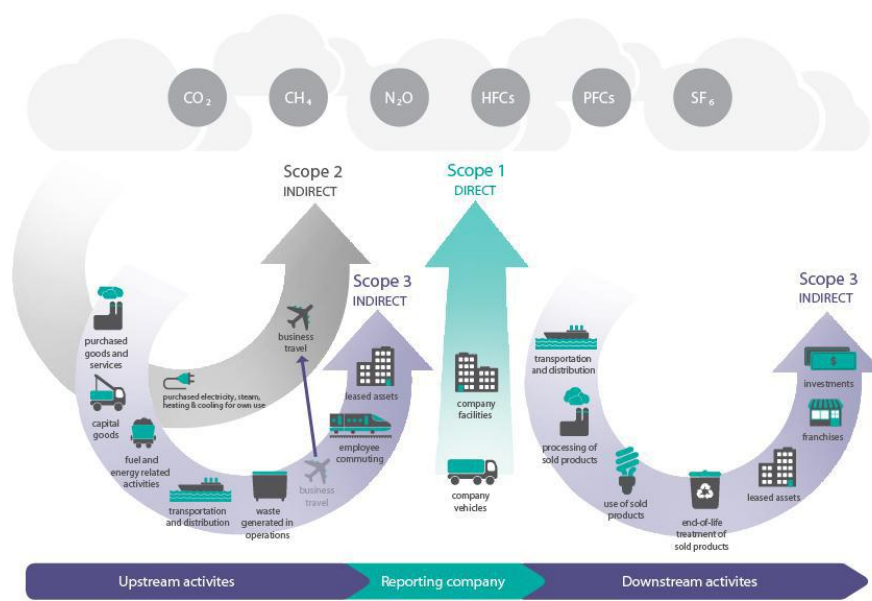 CO₂
CH₄
N₂O
HFCs
PFCs
SF₆
Scope 2
INDIRECT
Scope 1
DIRECT
Scope 3
INDIRECT
Scope 3
INDIRECT
purchased
goods and
services
capital
goods
fuel and
energy related
activities
purchased electricity, steam,
heating & cooling for own use
transportation
and distribution
waste
generated in
operations
business
travel
business
travel
employee
commuting
leased assets
company
facilities
company
vehicles
transportation
and distribution
processing of
sold products
use of sold
products
end-of-life
treatment of
sold products
leased assets
franchises
investments
Upstream activites
Reporting company
Downstream activites